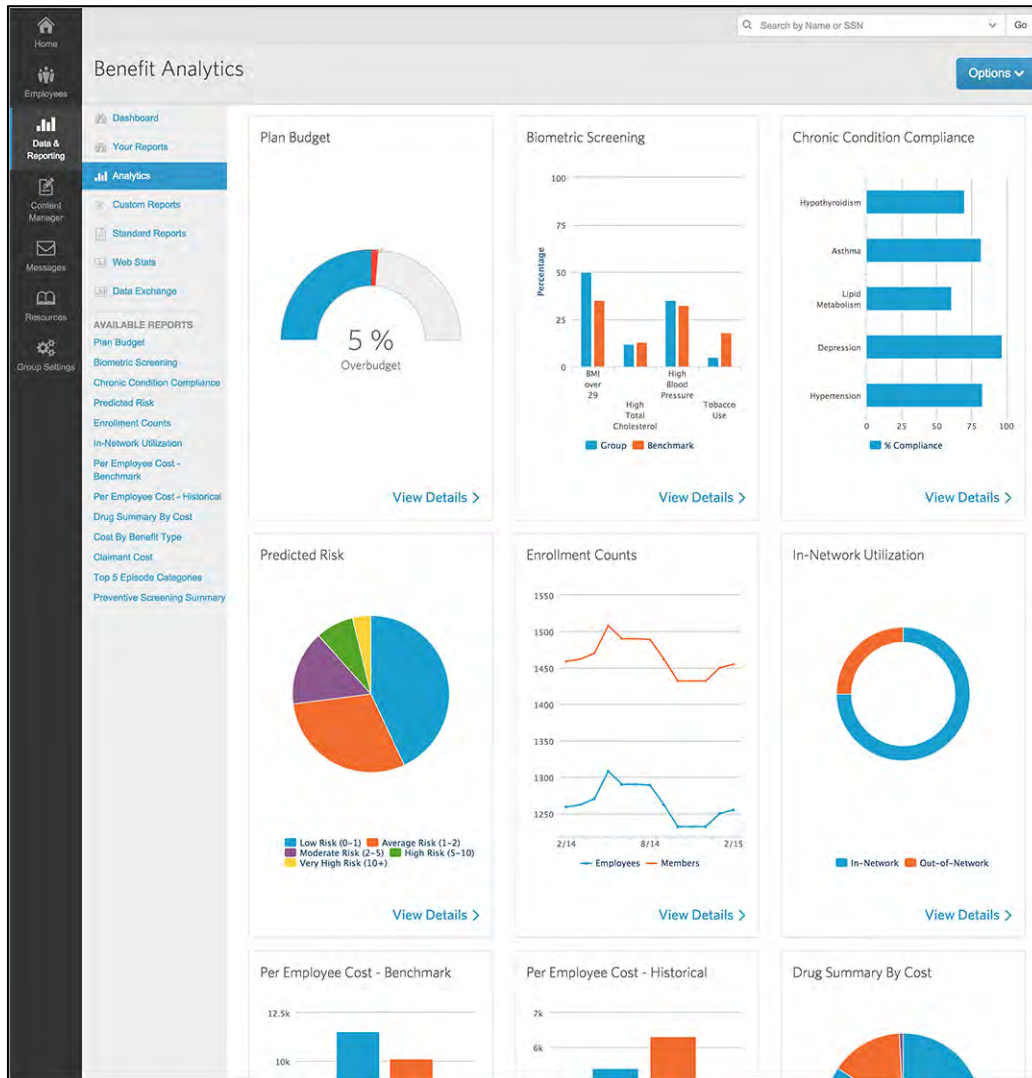 Search by Name or SSN
Go
Home
Employees
Data &
Reporting
Content
Manager
Messages
Resources
Group Settings
Benefit Analytics
Options
Dashboard
Your Reports
Analytics
Custom Reports
Standard Reports
Web Stats
Data Exchange
AVAILABLE REPORTS
Plan Budget
Biometric Screening
Chronic Condition Compliance
Predicted Risk
Enrollment Counts
In-Network Utilization
Per Employee Cost -
Benchmark
Per Employee Cost - Historical
Drug Summary By Cost
Cost By Benefit Type
Claimant Cost
Top 5 Episode Categories
Preventive Screening Summary
Plan Budget
5 %
Overbudget
View Details >
Biometric Screening
100
75
50
25
0
Percentage
BMI
over
29
High
Total
Cholesterol
High
Blood
Pressure
Tobacco
Use
Group Benchmark
View Details >
Chronic Condition Compliance
Hypothyroidism
Asthma
Lipid
Metabolism
Depression
Hypertension
0 25 50 75 100
% Compliance
View Details >
Predicted Risk
Low Risk (0-1) Average Risk (1-2)
Moderate Risk (2-5) High Risk (5-10)
Very High Risk (10+)
View Details >
Enrollment Counts
1550
1500
1450
1400
1350
1300
1250
2/14 8/14 2/15
Employees Members
View Details >
In-Network Utilization
In-Network Out-of-Network
View Details >
Per Employee Cost - Benchmark
12.5k
10k
Per Employee Cost - Historical
7k
6k
Drug Summary By Cost